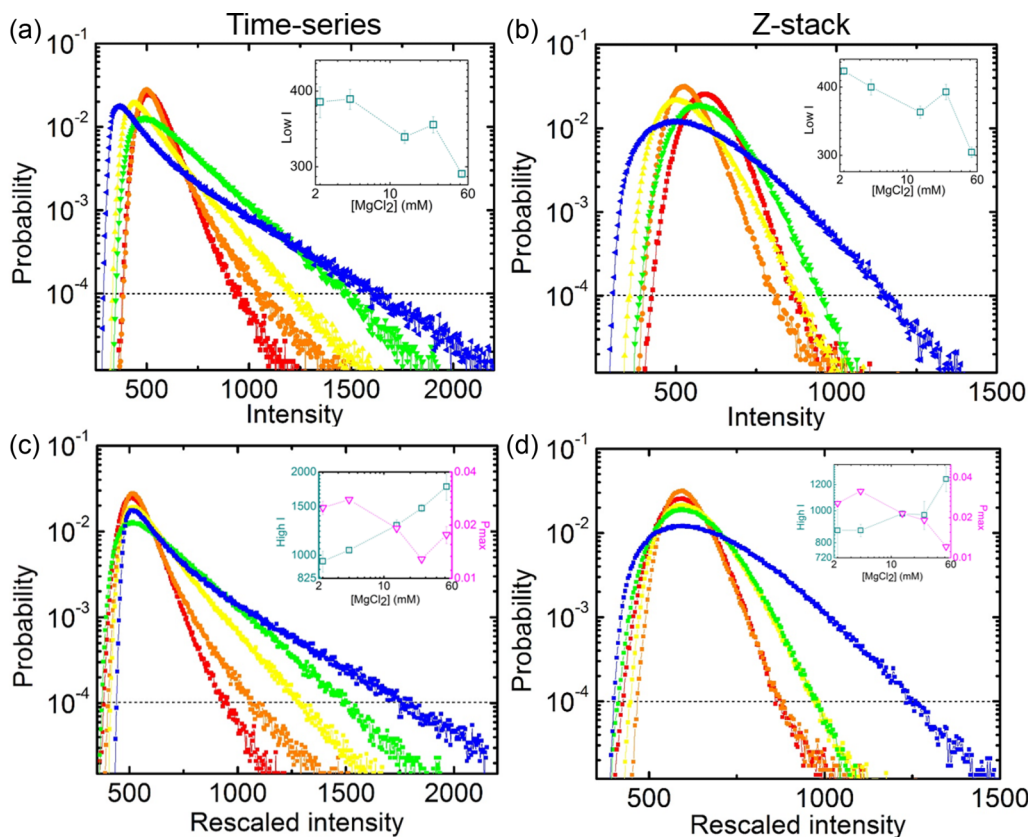 Time-series
Z-stack
(a)
10-1
10-2
10-3
10-4
Probability
500
1000
1500
2000
Intensity
400
300
Low I
2
10
60
[MgCl2] (mM)
(b)
10-1
10-2
10-3
10-4
Probability
500
1000
1500
Intensity
400
300
Low I
2
10
60
[MgCl2] (mM)
(c)
10-1
10-2
10-3
10-4
Probability
500
1000
1500
2000
Rescaled intensity
2000
1500
1000
825
High I
0.04
0.02
0.01
Pmax
2
10
60
[MgCl2] (mM)
(d)
10-1
10-2
10-3
10-4
Probability
500
1000
1500
Rescaled intensity
1200
1000
800
720
High I
0.04
0.02
0.01
Pmax
2
10
60
[MgCl2] (mM)